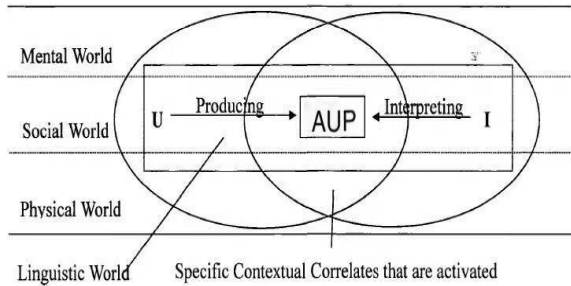 Mental World
Producing
Interpreting
Social World
U
AUP
I
Physical World
Linguistic World
Specific Contextual Correlates that are activated